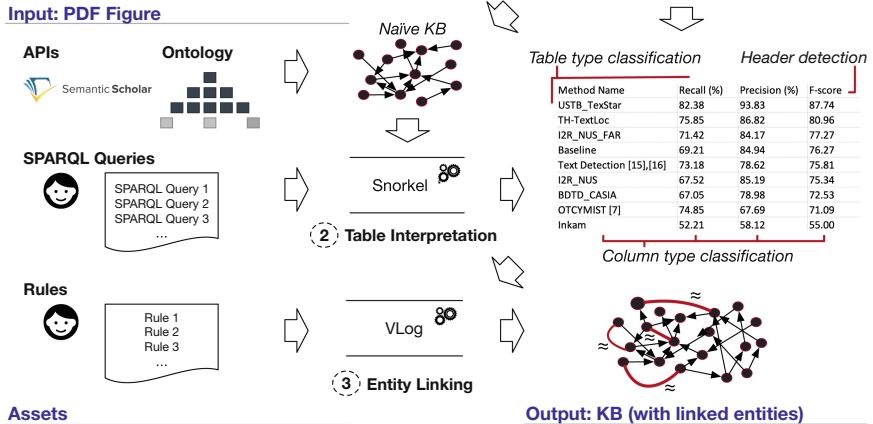 Input: PDF Figure
APIs
Ontology
Semantic Scholar
Naïve KB
Table type classification
Header detection
Method Name Recall (%) Precision (%) F-score
USTB_TexStar 82.38 93.83 87.74
TH-TextLoc 75.85 86.82 80.96
I2R_NUS_FAR 71.42 84.17 77.27
Baseline 69.21 84.94 76.27
Text Detection [15],[16] 73.18 78.62 75.81
I2R_NUS 67.52 85.19 75.34
BDTD_CASIA 67.05 78.98 72.53
OTCYMIST [7] 74.85 67.69 71.09
Inkam 52.21 58.12 55.00
Column type classification
SPARQL Queries
SPARQL Query 1
SPARQL Query 2
SPARQL Query 3
...
Snorkel
2 Table Interpretation
Rules
Rule 1
Rule 2
Rule 3
...
VLog
3 Entity Linking
≈
≈
≈
≈
Assets
Output: KB (with linked entities)